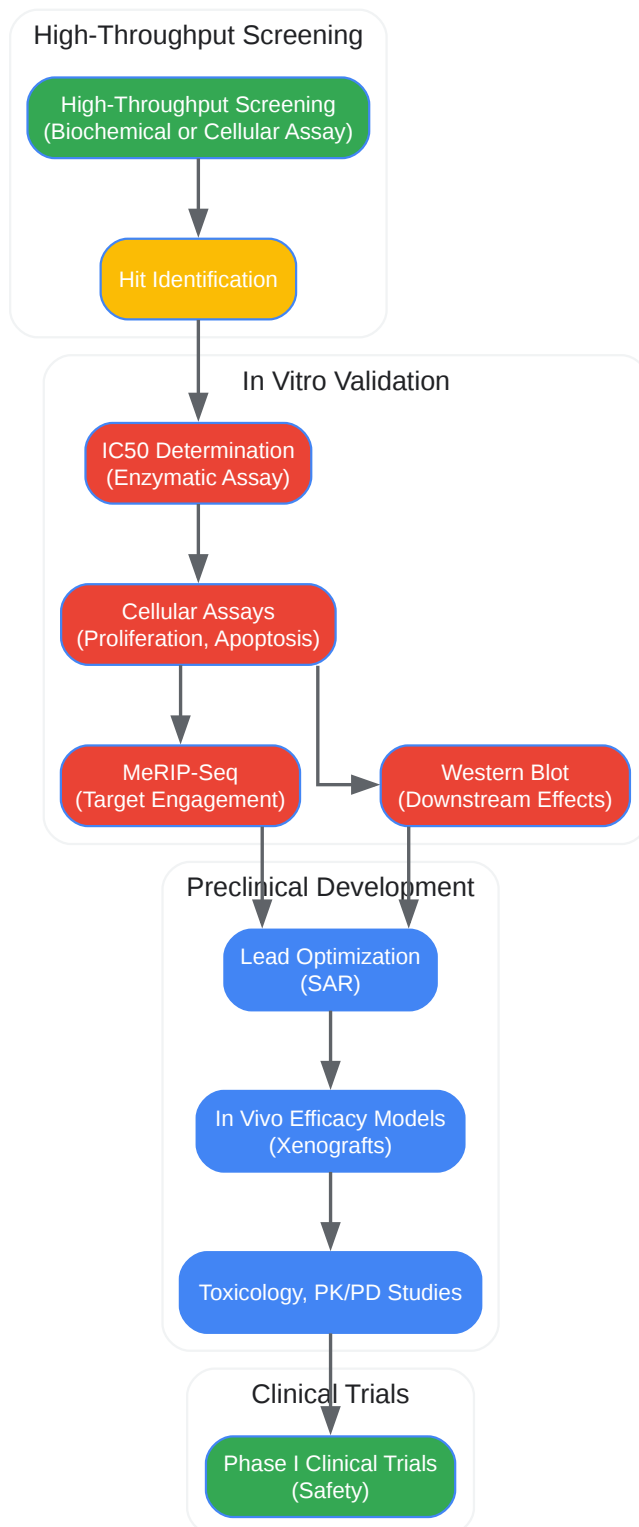 High-Throughput Screening
High-Throughput Screening
(Biochemical or Cellular Assay)
Hit Identification
In Vitro Validation
IC50 Determination
(Enzymatic Assay)
Cellular Assays
(Proliferation, Apoptosis)
MeRIP-Seq
(Target Engagement)
Western Blot
(Downstream Effects)
Preclinical Development
Lead Optimization
(SAR)
In Vivo Efficacy Models
(Xenografts)
Toxicology, PK/PD Studies
Clinical Trials
Phase I Clinical Trials
(Safety)